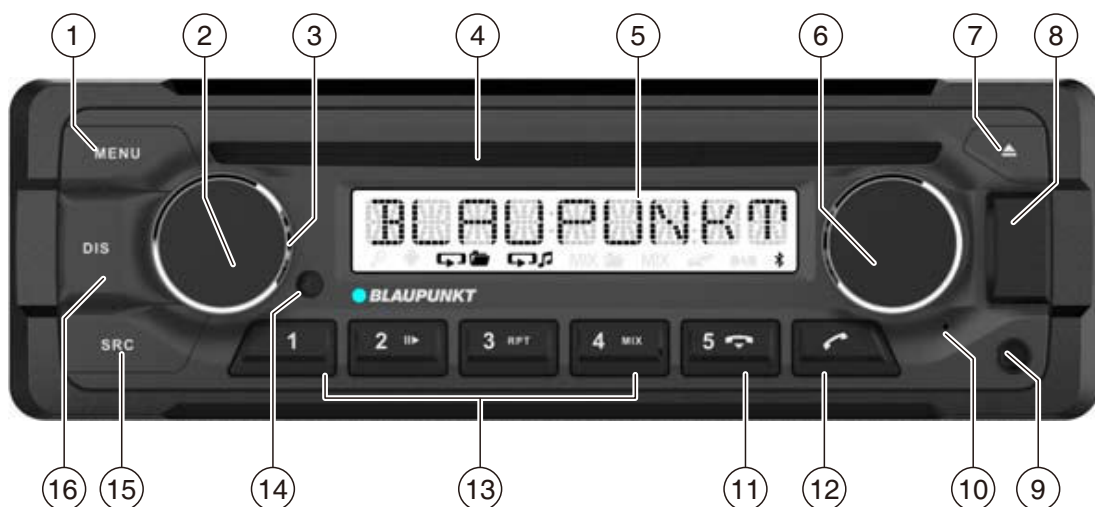 1 2 3 4 5 6 7 8
MENU
BLAUPUNKT
DIS
MIX MIX
BLAUPUNKT
1 2 3 RPT 4 MIX 5
SRC
16 15 14 13 11 12 10 9